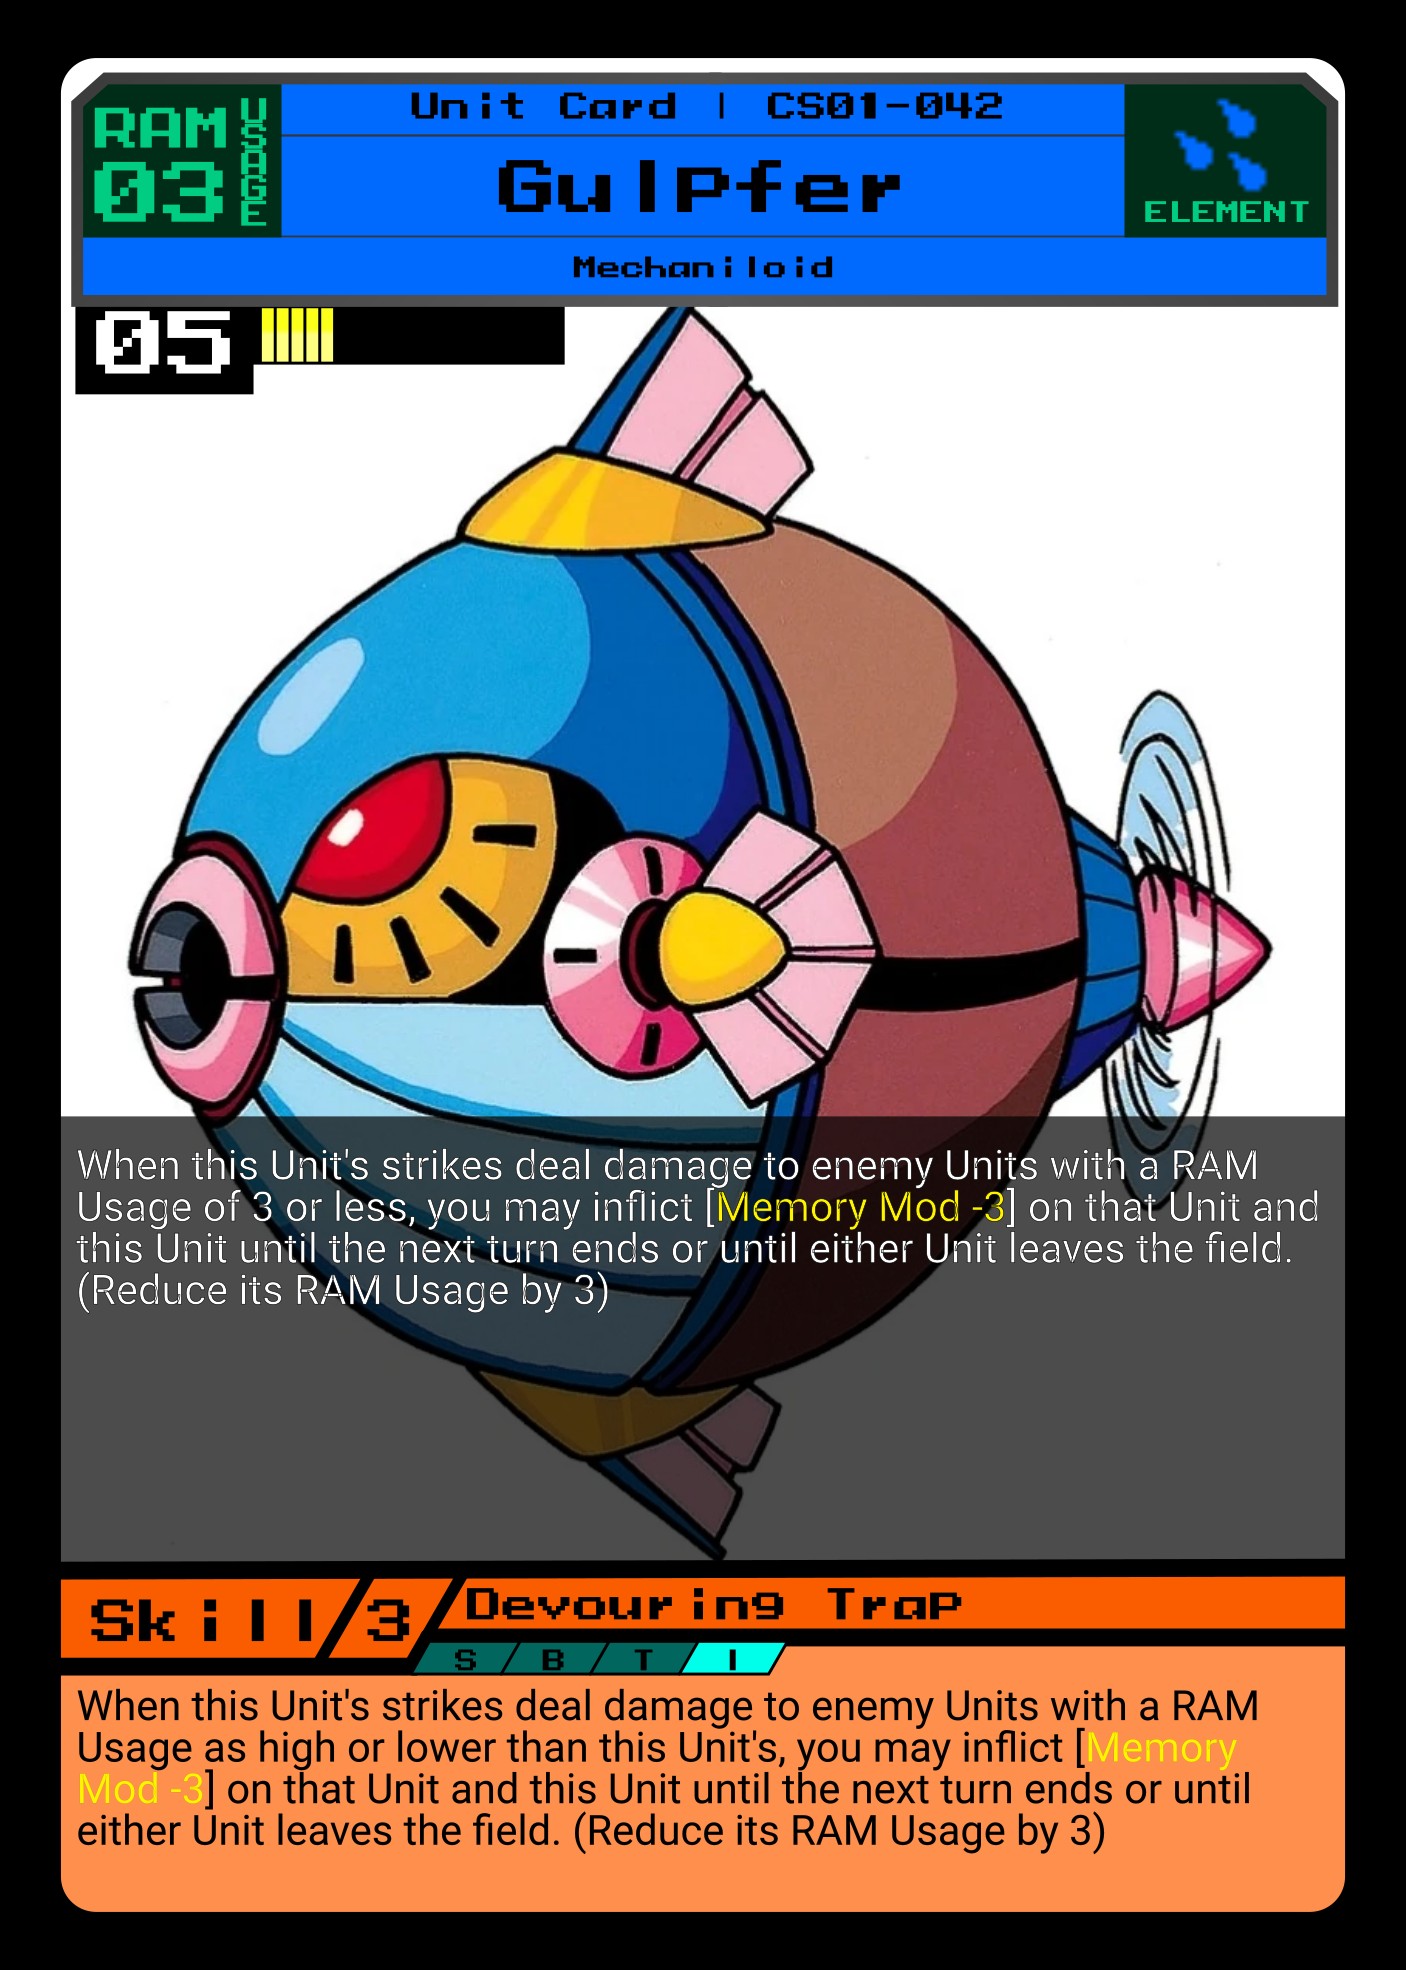 Unit Card | CS01-042
RAM
USAGE
03
Gulpfer
ELEMENT
Mechaniloid
05
When this Unit's strikes deal damage to enemy Units with a RAM
Usage of 3 or less, you may inflict [Memory Mod -3] on that Unit and
this Unit until the next turn ends or until either Unit leaves the field.
(Reduce its RAM Usage by 3)
Skill/3
Devouring Trap
S / B / T / I
When this Unit's strikes deal damage to enemy Units with a RAM
Usage as high or lower than this Unit's, you may inflict [Memory
Mod -3] on that Unit and this Unit until the next turn ends or until
either Unit leaves the field. (Reduce its RAM Usage by 3)